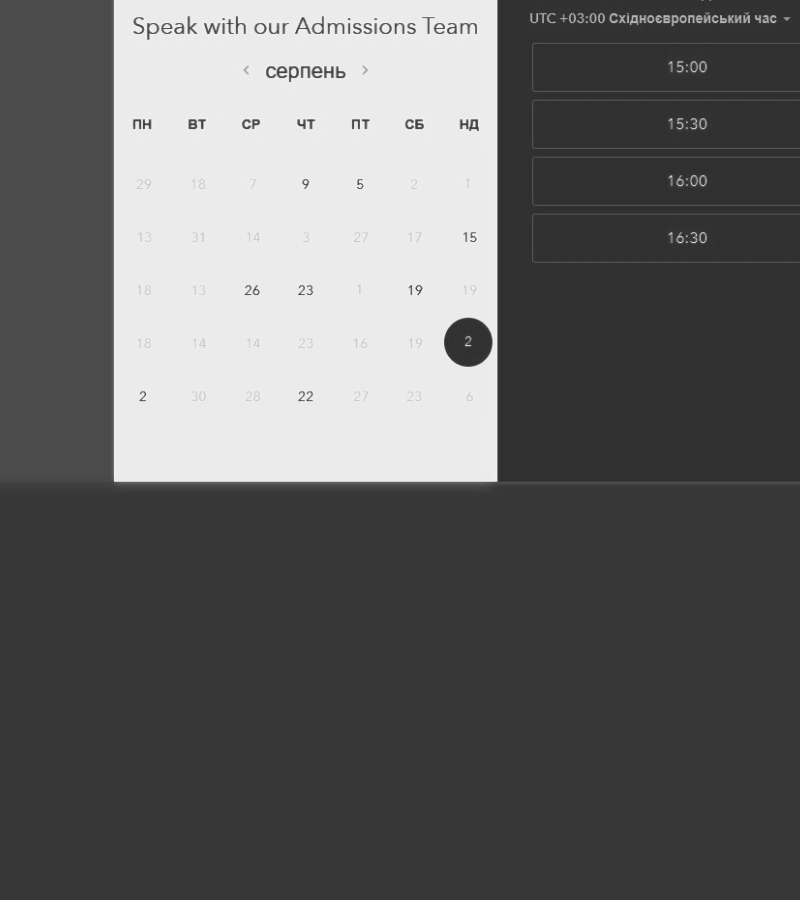 Speak with our Admissions Team
< серпень >
ПН ВТ СР ЧТ ПТ СБ НД
29 18 7 9 5 2 1
13 31 14 3 27 17 15
18 13 26 23 1 19 19
18 14 14 23 16 19 2
2 30 28 22 27 23 6
UTC +03:00 Східноєвропейський час
15:00
15:30
16:00
16:30